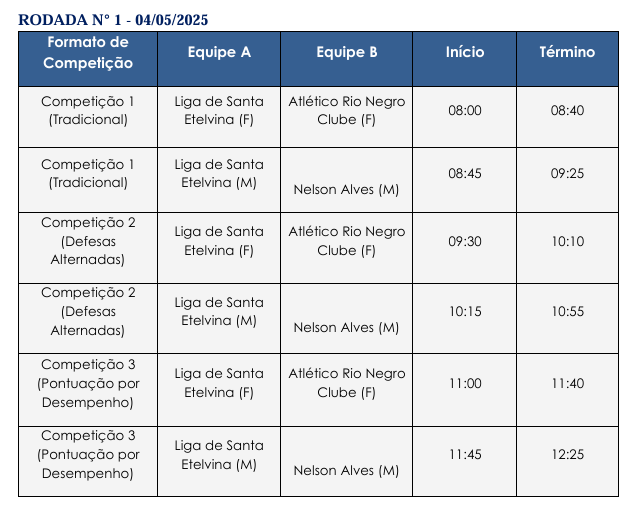 RODADA N° 1 - 04/05/2025
Formato de
Competição
Equipe A
Equipe B
Início
Término
Competição 1
(Tradicional)
Liga de Santa
Etelvina (F)
Atlético Rio Negro
Clube (F)
08:00
08:40
Competição 1
(Tradicional)
Liga de Santa
Etelvina (M)
Nelson Alves (M)
08:45
09:25
Competição 2
(Defesas
Alternadas)
Liga de Santa
Etelvina (F)
Atlético Rio Negro
Clube (F)
09:30
10:10
Competição 2
(Defesas
Alternadas)
Liga de Santa
Etelvina (M)
Nelson Alves (M)
10:15
10:55
Competição 3
(Pontuação por
Desempenho)
Liga de Santa
Etelvina (F)
Atlético Rio Negro
Clube (F)
11:00
11:40
Competição 3
(Pontuação por
Desempenho)
Liga de Santa
Etelvina (M)
Nelson Alves (M)
11:45
12:25